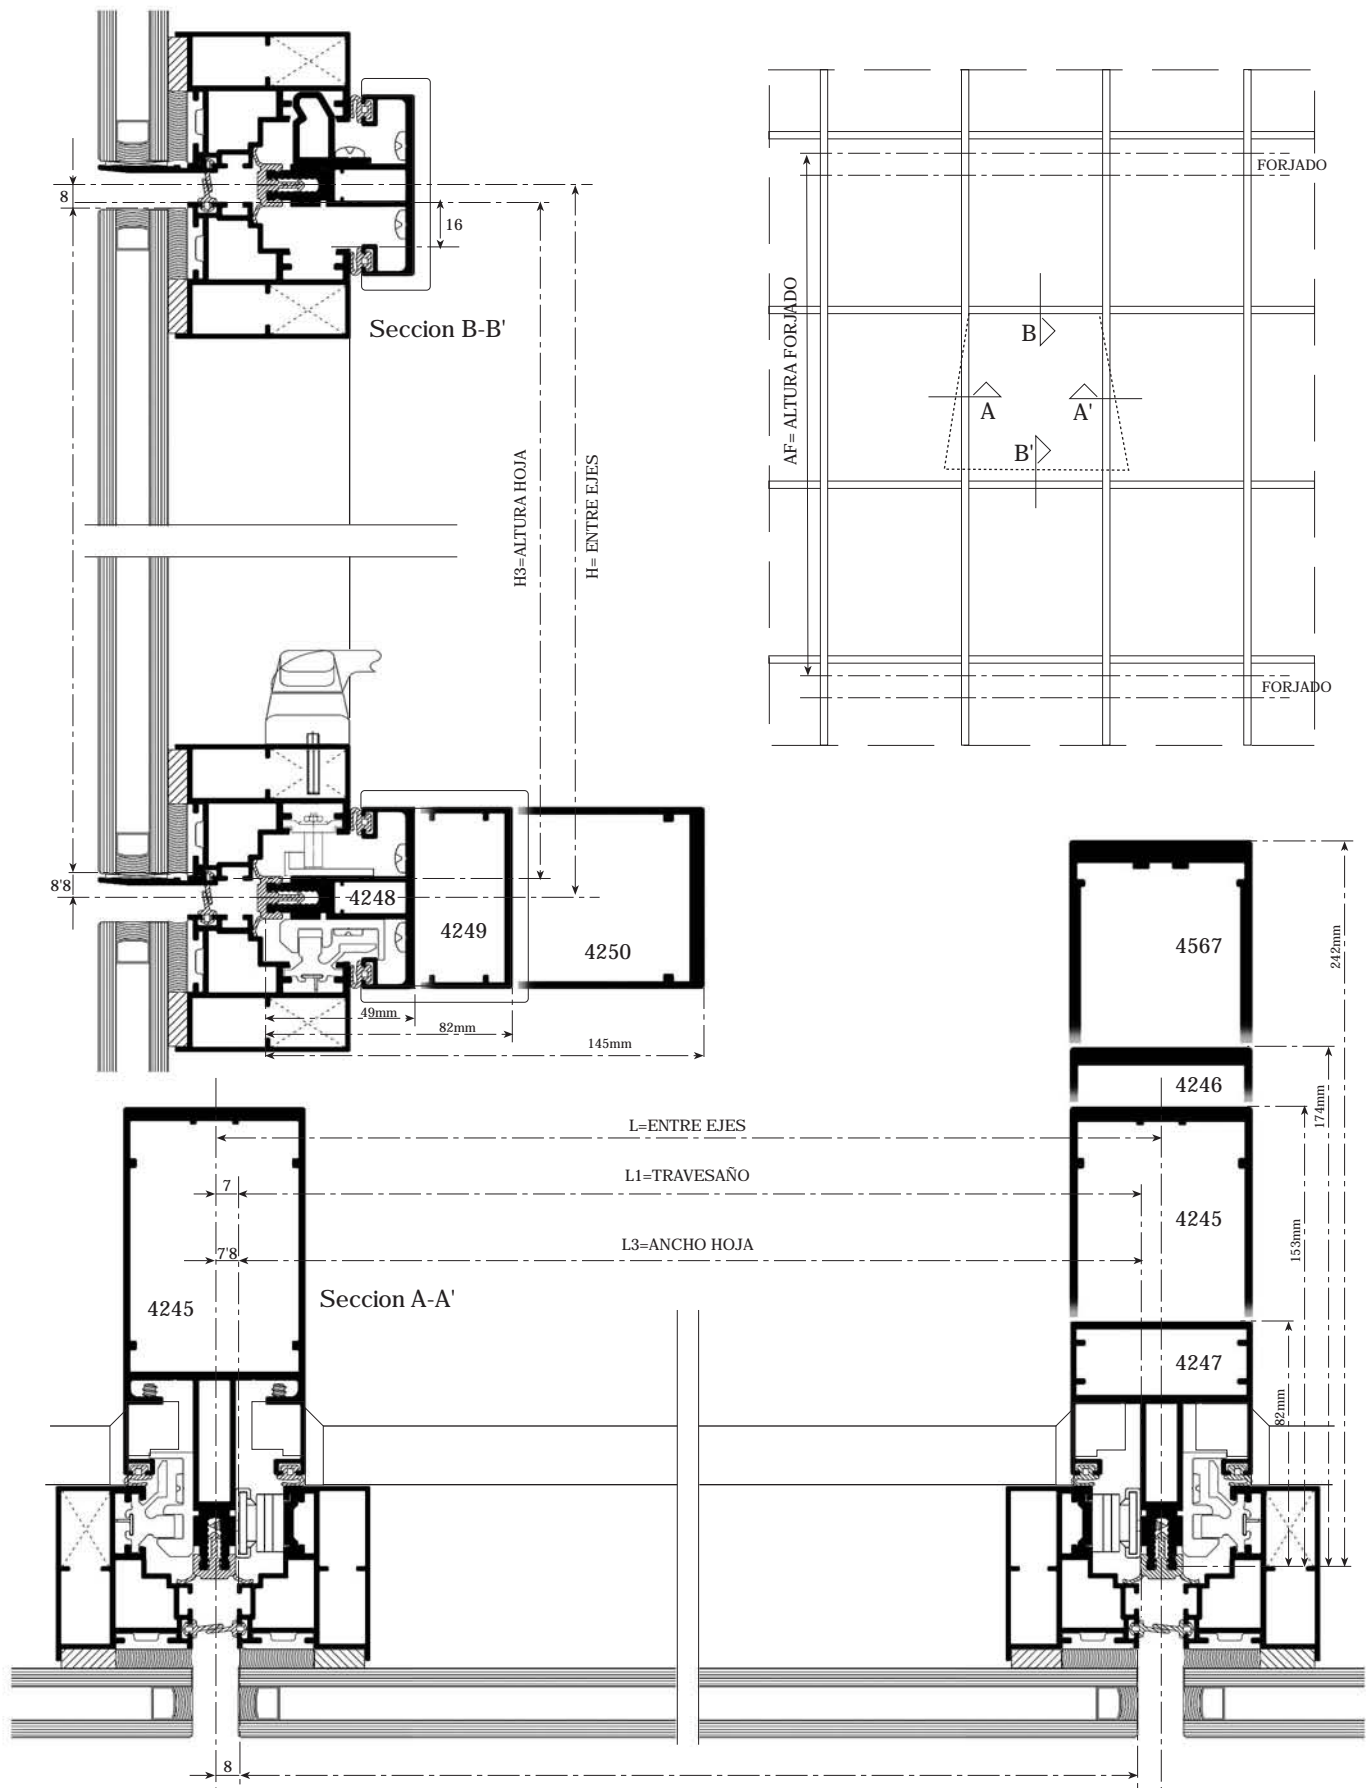 8
16
Seccion B-B'
H3=ALTURA HOJA
H= ENTRE EJES
FORJADO
AF= ALTURA FORJADO
B
A
A'
B'
FORJADO
8'8
4248
4249
4250
49mm
82mm
145mm
4567
242mm
4246
174mm
L=ENTRE EJES
7
L1=TRAVESAÑO
4245
153mm
7'8
L3=ANCHO HOJA
4245
Seccion A-A'
4247
82mm
8